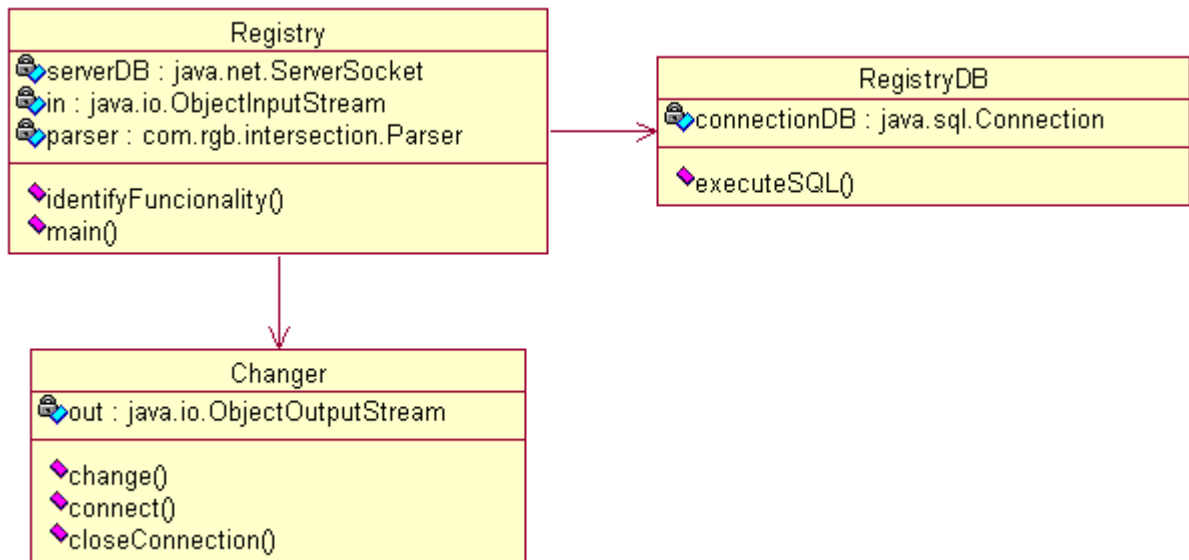 Registry
serverDB : java.net.ServerSocket
in : java.io.ObjectInputStream
parser : com.rgb.intersection.Parser
identifyFuncionality()
main()
RegistryDB
connectionDB : java.sql.Connection
executeSQL()
Changer
out : java.io.ObjectOutputStream
change()
connect()
closeConnection()